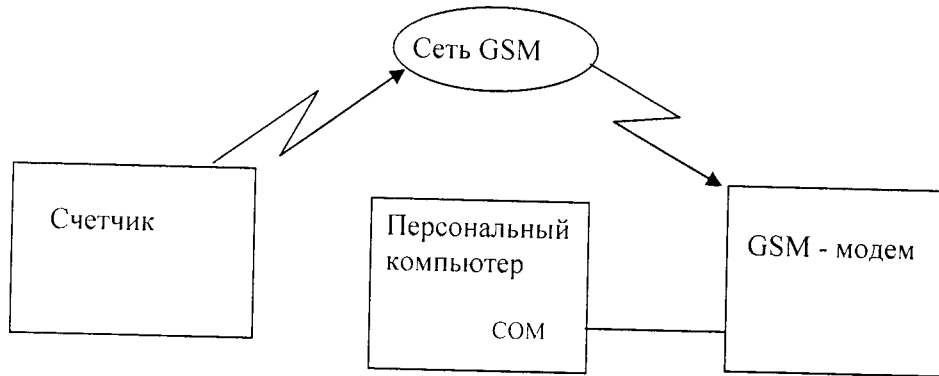 Сеть GSM
Счетчик
Персональный
компьютер
COM
GSM - модем